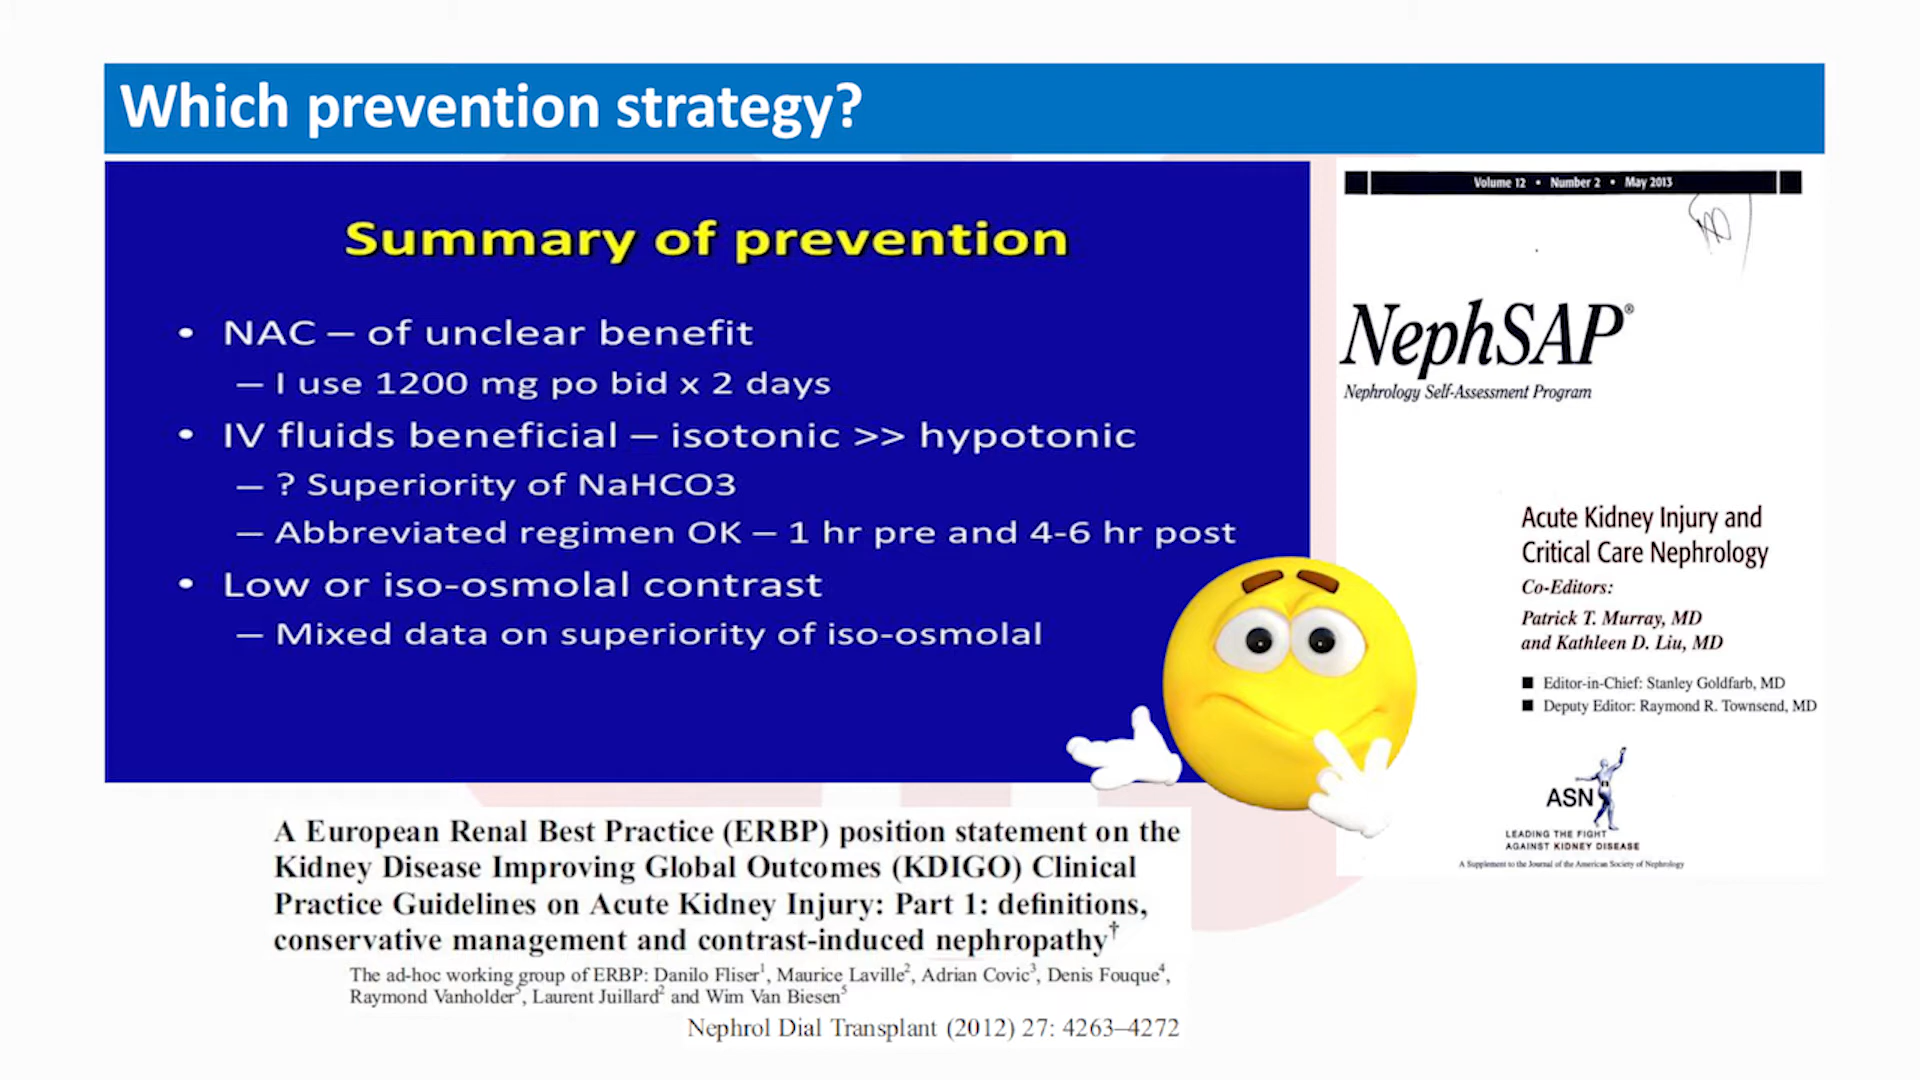 Which prevention strategy?
Summary of prevention
• NAC – of unclear benefit
– I use 1200 mg po bid x 2 days
• IV fluids beneficial – isotonic >> hypotonic
– ? Superiority of NaHCO3
– Abbreviated regimen OK – 1 hr pre and 4-6 hr post
• Low or iso-osmolal contrast
– Mixed data on superiority of iso-osmolal
Volume 12 • Number 2 • May 2013
NephSAP®
Nephrology Self-Assessment Program
Acute Kidney Injury and
Critical Care Nephrology
Co-Editors:
Patrick T. Murray, MD
and Kathleen D. Liu, MD
■ Editor-in-Chief: Stanley Goldfarb, MD
■ Deputy Editor: Raymond R. Townsend, MD
ASN
LEADING THE FIGHT
AGAINST KIDNEY DISEASE
A Supplement to the Journal of the American Society of Nephrology
A European Renal Best Practice (ERBP) position statement on the
Kidney Disease Improving Global Outcomes (KDIGO) Clinical
Practice Guidelines on Acute Kidney Injury: Part 1: definitions,
conservative management and contrast-induced nephropathy†
The ad-hoc working group of ERBP: Danilo Fliser1, Maurice Laville2, Adrian Covic3, Denis Fouque4,
Raymond Vanholder5, Laurent Juillard2 and Wim Van Biesen5
Nephrol Dial Transplant (2012) 27: 4263–4272